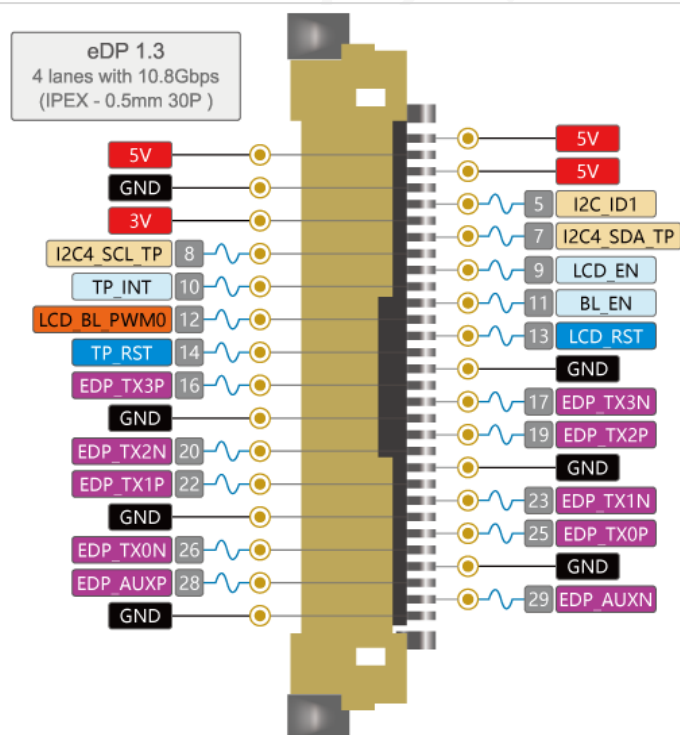 eDP 1.3
4 lanes with 10.8Gbps
(IPEX - 0.5mm 30P )
5V
GND
3V
I2C4_SCL_TP 8
TP_INT 10
LCD_BL_PWM0 12
TP_RST 14
EDP_TX3P 16
GND
EDP_TX2N 20
EDP_TX1P 22
GND
EDP_TX0N 26
EDP_AUXP 28
GND
5V
5V
5 I2C_ID1
7 I2C4_SDA_TP
9 LCD_EN
11 BL_EN
13 LCD_RST
GND
17 EDP_TX3N
19 EDP_TX2P
GND
23 EDP_TX1N
25 EDP_TX0P
GND
29 EDP_AUXN